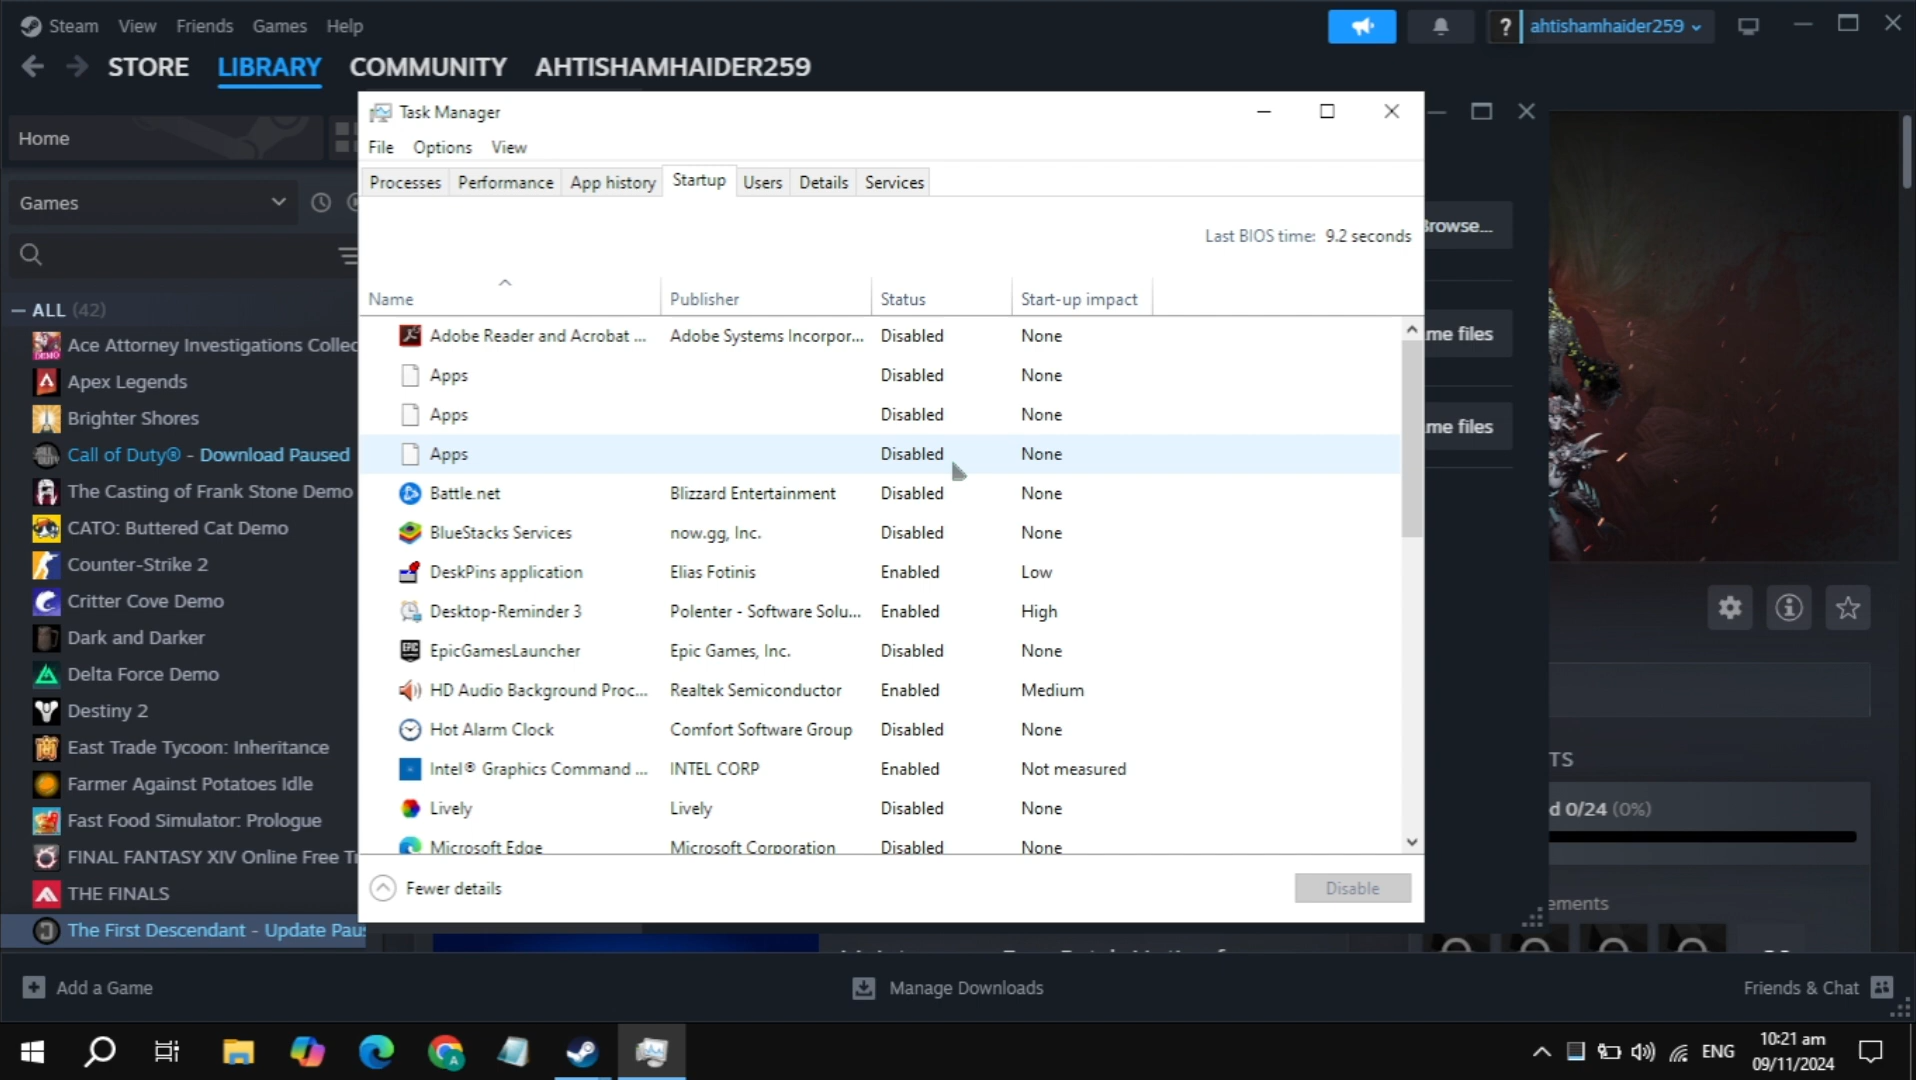 Steam View Friends Games Help
? ahtishamhaider259
STORE LIBRARY COMMUNITY AHTISHAMHAIDER259
Home
Games
ALL (42)
Ace Attorney Investigations Collec
Apex Legends
Brighter Shores
Call of Duty® - Download Paused
The Casting of Frank Stone Demo
CATO: Buttered Cat Demo
Counter-Strike 2
Critter Cove Demo
Dark and Darker
Delta Force Demo
Destiny 2
East Trade Tycoon: Inheritance
Farmer Against Potatoes Idle
Fast Food Simulator: Prologue
FINAL FANTASY XIV Online Free Tr
THE FINALS
The First Descendant - Update Paus
Task Manager
File Options View
Processes Performance App history Startup Users Details Services
Last BIOS time: 9.2 seconds
Name Publisher Status Start-up impact
Adobe Reader and Acrobat ... Adobe Systems Incorpor... Disabled None
Apps Disabled None
Apps Disabled None
Apps Disabled None
Battle.net Blizzard Entertainment Disabled None
BlueStacks Services now.gg, Inc. Disabled None
DeskPins application Elias Fotinis Enabled Low
Desktop-Reminder 3 Polenter - Software Solu... Enabled High
EpicGamesLauncher Epic Games, Inc. Disabled None
HD Audio Background Proc... Realtek Semiconductor Enabled Medium
Hot Alarm Clock Comfort Software Group Disabled None
Intel® Graphics Command ... INTEL CORP Enabled Not measured
Lively Lively Disabled None
Microsoft Edge Microsoft Corporation Disabled None
Fewer details Disable
Browse...
me files
me files
TS
d 0/24 (0%)
ements
Add a Game Manage Downloads Friends & Chat
ENG
10:21 am
09/11/2024